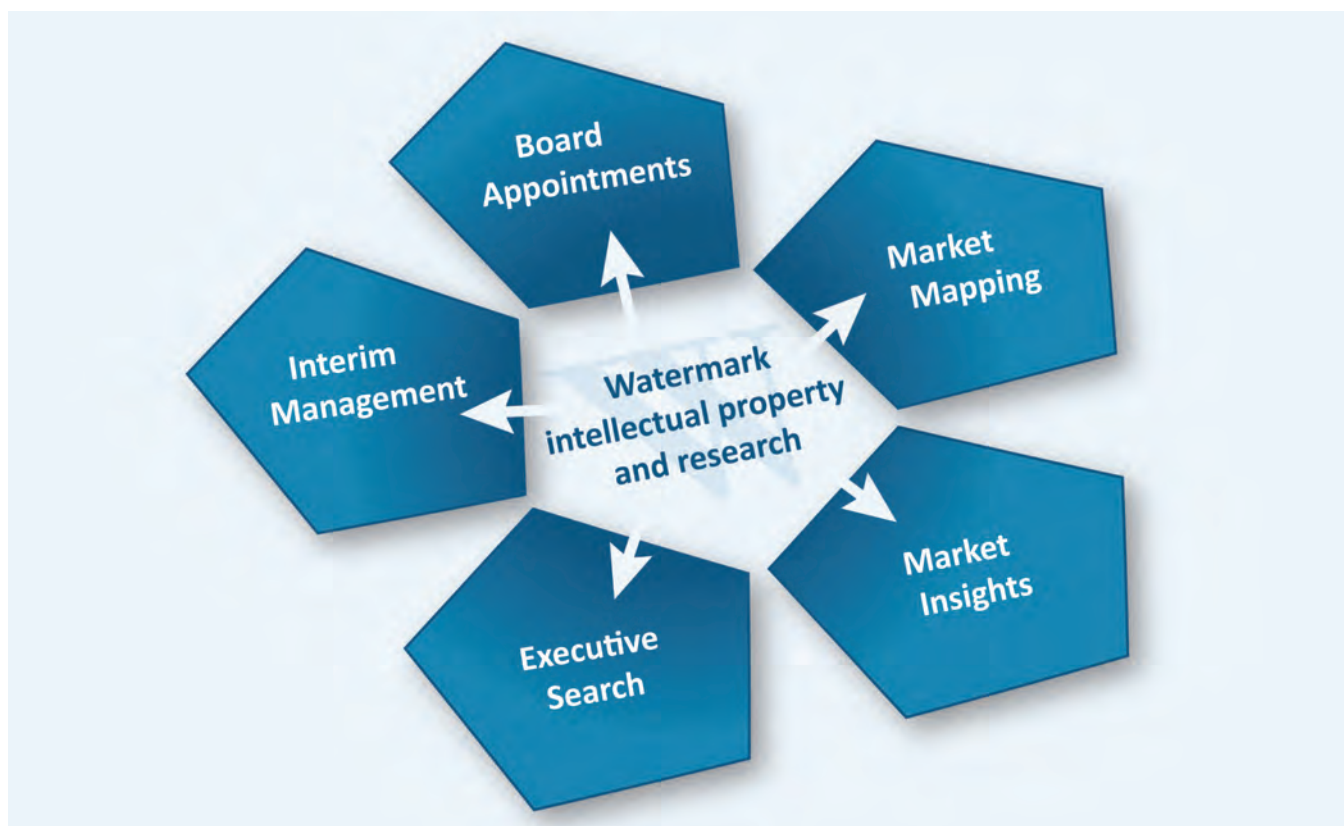 Board
Appointments
Market
Mapping
Interim
Management
Watermark
intellectual property
and research
Market
Insights
Executive
Search